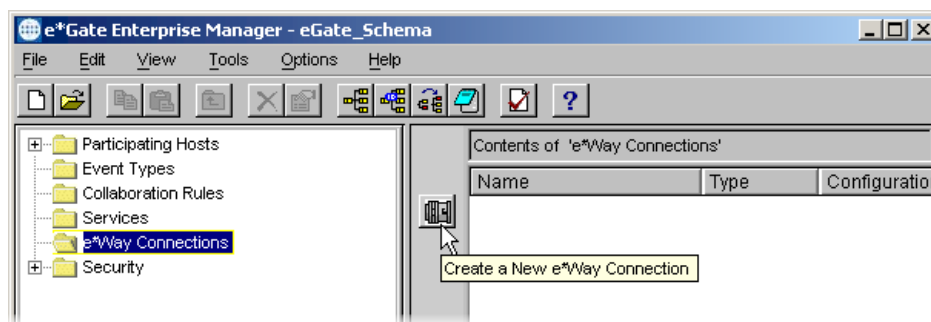 e*Gate Enterprise Manager - eGate_Schema
File Edit View Tools Options Help
?
Participating Hosts
Event Types
Collaboration Rules
Services
e*Way Connections
Security
Contents of 'e*Way Connections'
Name Type Configuratio
Create a New e*Way Connection